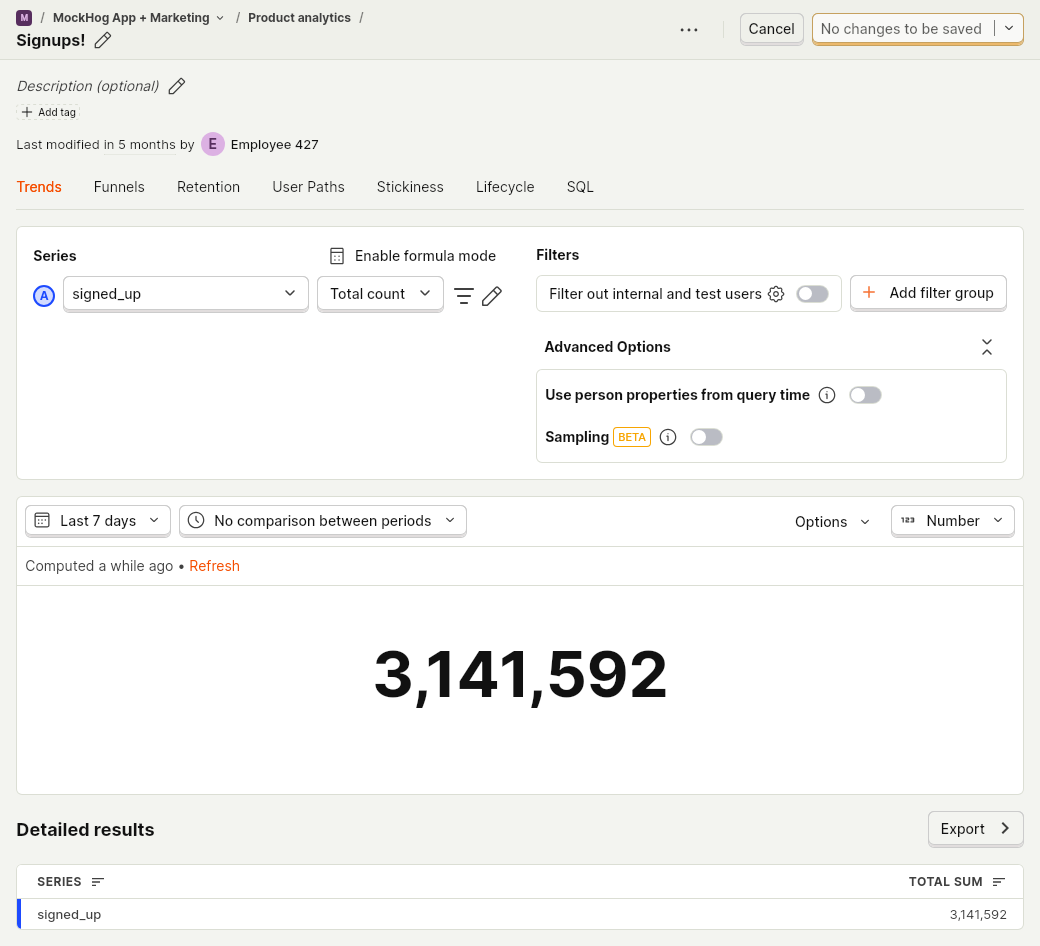 M / MockHog App + Marketing / Product analytics /
Signups!
Cancel
No changes to be saved
Description (optional)
Add tag
Last modified in 5 months by E Employee 427
Trends Funnels Retention User Paths Stickiness Lifecycle SQL
Series
Enable formula mode
A signed_up Total count
Filters
Filter out internal and test users
Add filter group
Advanced Options
Use person properties from query time
Sampling BETA
Last 7 days No comparison between periods Options 123 Number
Computed a while ago • Refresh
3,141,592
Detailed results
Export
SERIES TOTAL SUM
signed_up 3,141,592